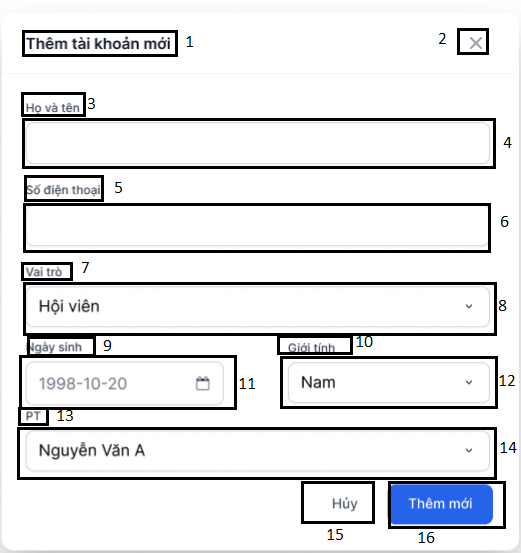 Thêm tài khoản mới 1
2
Họ và tên 3
4
Số điện thoại 5
6
Vai trò 7
Hội viên 8
Ngày sinh 9
Giới tính 10
1998-10-20 11
Nam 12
PT 13
Nguyễn Văn A 14
Hủy Thêm mới
15 16